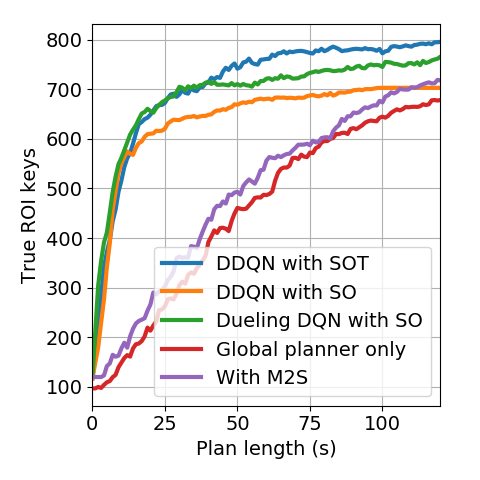 800
700
600
500
400
300
200
100
True ROI keys
DDQN with SOT
DDQN with SO
Dueling DQN with SO
Global planner only
With M2S
0 25 50 75 100
Plan length (s)